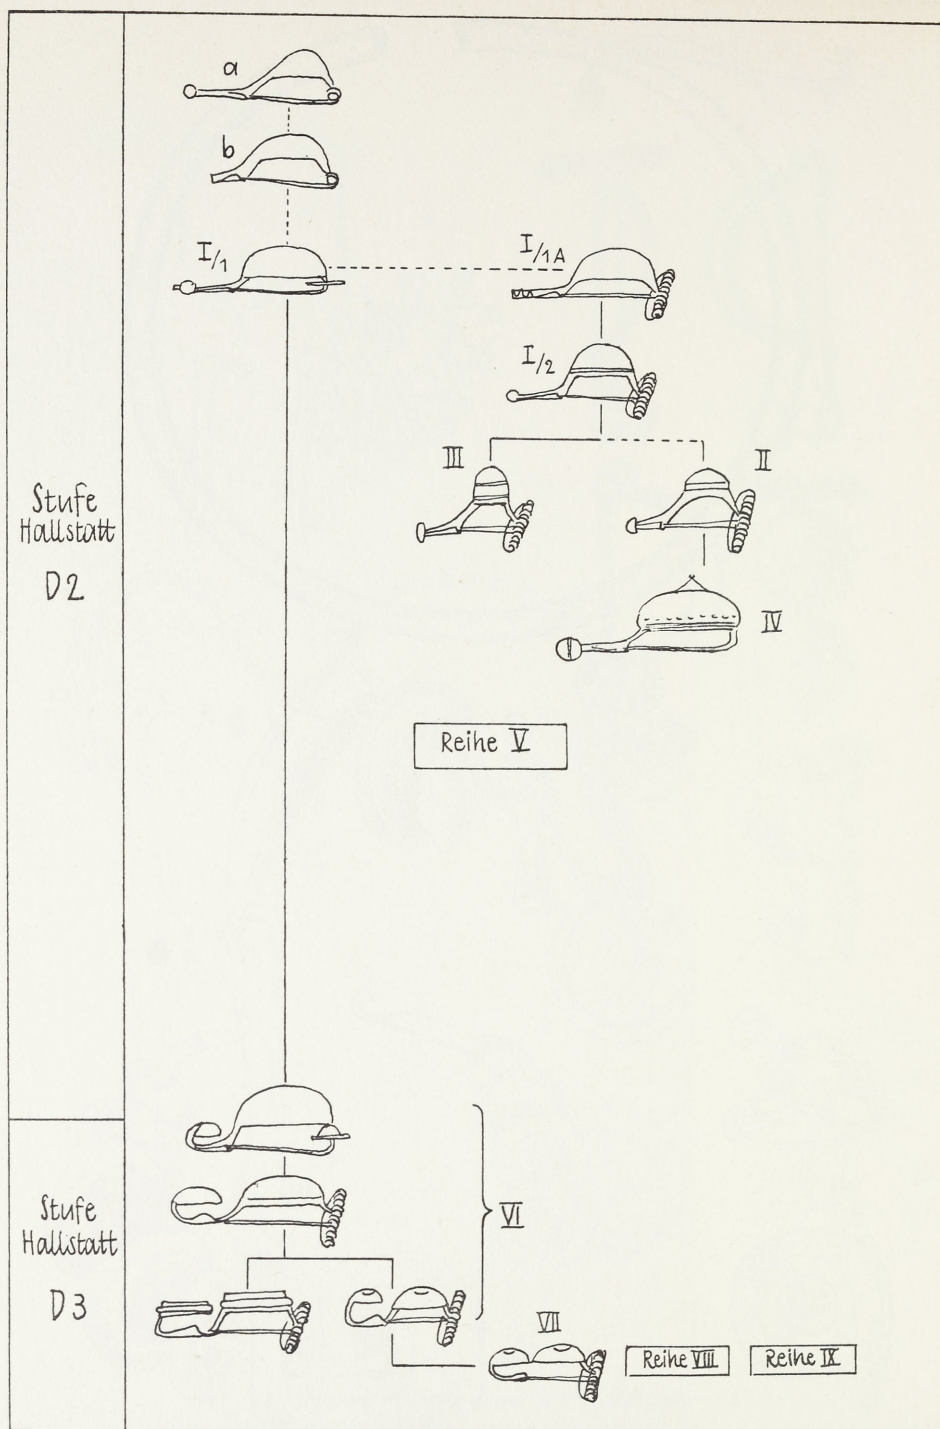 a
b
I/1
I/1A
I/2
III
II
Stufe
Hallstatt
D2
IV
Reihe V
VI
Stufe
Hallstatt
D3
VII
Reihe VIII
Reihe IX